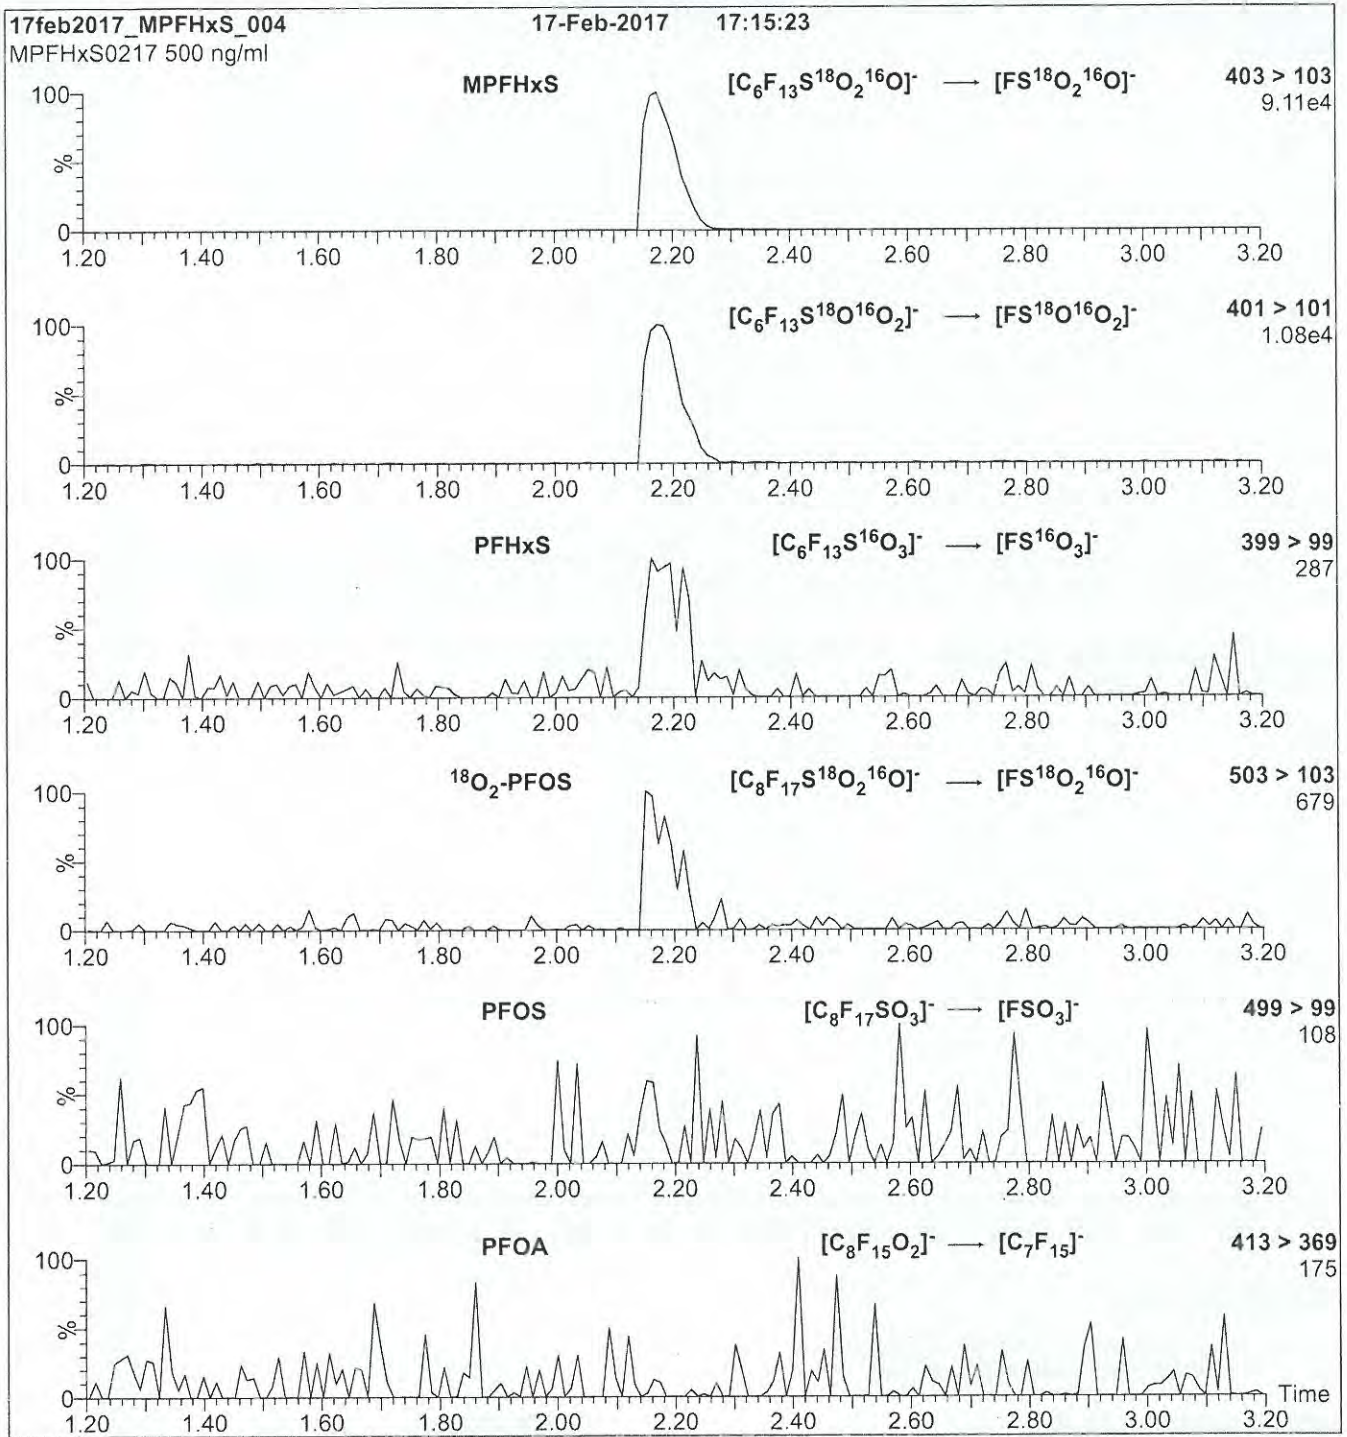 17feb2017_MPFHxS_004 17-Feb-2017 17:15:23
MPFHxS0217 500 ng/ml
MPFHxS [C₆F₁₃S¹⁸O₂¹⁶O]⁻ ⟶ [FS¹⁸O₂¹⁶O]⁻ 403 > 103
9.11e4
100
%
0
1.20 1.40 1.60 1.80 2.00 2.20 2.40 2.60 2.80 3.00 3.20
[C₆F₁₃S¹⁸O¹⁶O₂]⁻ ⟶ [FS¹⁸O¹⁶O₂]⁻ 401 > 101
1.08e4
100
%
0
1.20 1.40 1.60 1.80 2.00 2.20 2.40 2.60 2.80 3.00 3.20
PFHxS [C₆F₁₃S¹⁶O₃]⁻ ⟶ [FS¹⁶O₃]⁻ 399 > 99
287
100
%
0
1.20 1.40 1.60 1.80 2.00 2.20 2.40 2.60 2.80 3.00 3.20
¹⁸O₂-PFOS [C₈F₁₇S¹⁸O₂¹⁶O]⁻ ⟶ [FS¹⁸O₂¹⁶O]⁻ 503 > 103
679
100
%
0
1.20 1.40 1.60 1.80 2.00 2.20 2.40 2.60 2.80 3.00 3.20
PFOS [C₈F₁₇SO₃]⁻ ⟶ [FSO₃]⁻ 499 > 99
108
100
%
0
1.20 1.40 1.60 1.80 2.00 2.20 2.40 2.60 2.80 3.00 3.20
PFOA [C₈F₁₅O₂]⁻ ⟶ [C₇F₁₅]⁻ 413 > 369
175
100
%
0
Time
1.20 1.40 1.60 1.80 2.00 2.20 2.40 2.60 2.80 3.00 3.20